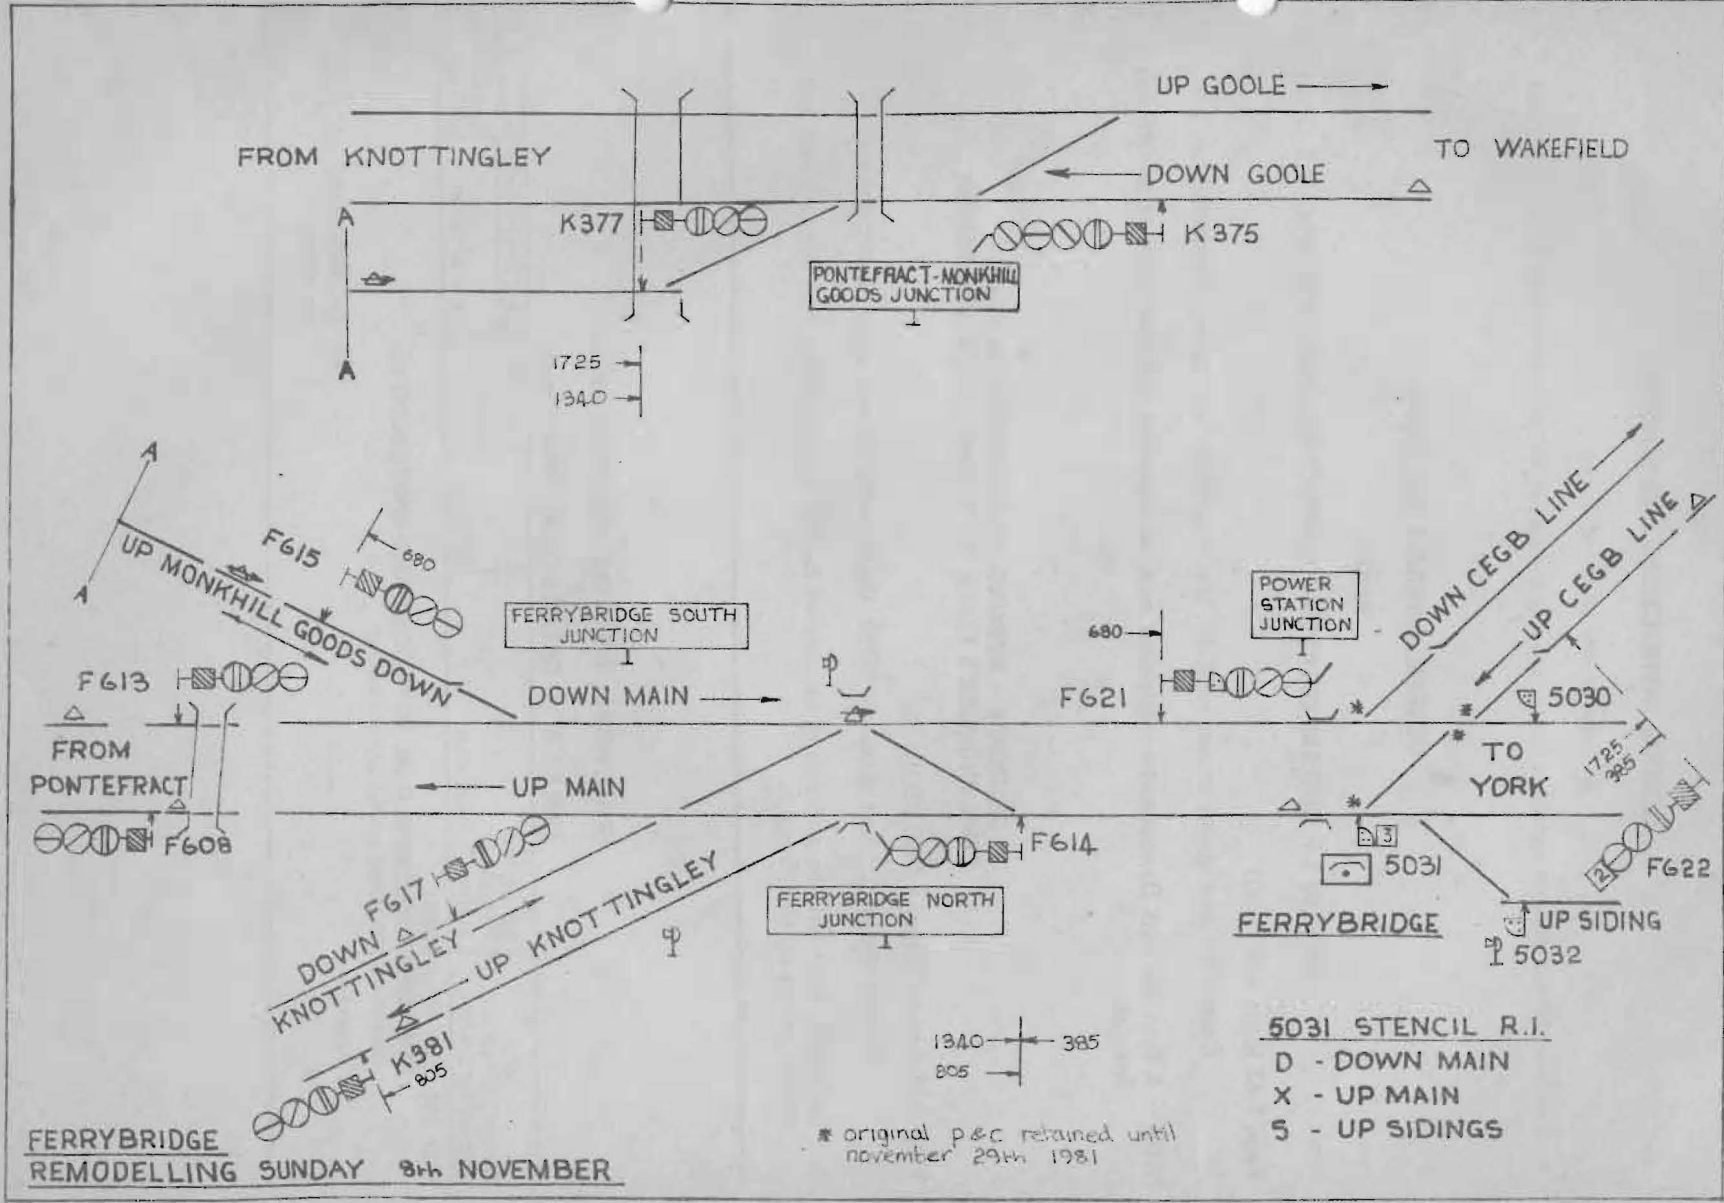 UP GOOLE
FROM KNOTTINGLEY
TO WAKEFIELD
DOWN GOOLE
A
K377
K375
PONTEFRACT-MONKHILL
GOODS JUNCTION
A
1725
1340
A
F615
680
UP MONKHILL GOODS DOWN
A
FERRYBRIDGE SOUTH
JUNCTION
POWER
STATION
JUNCTION
DOWN CEGB LINE
UP CEGB LINE
680
F613
DOWN MAIN
F621
*
*
5030
FROM
PONTEFRACT
*
TO
YORK
1725
385
UP MAIN
*
F608
F614
3
5031
2
F622
F617
DOWN
KNOTTINGLEY
UP KNOTTINGLEY
FERRYBRIDGE NORTH
JUNCTION
FERRYBRIDGE
UP SIDING
5032
K381
805
1340
385
805
5031 STENCIL R.I.
D - DOWN MAIN
X - UP MAIN
S - UP SIDINGS
* original p&c retained until
november 29th 1981
FERRYBRIDGE
REMODELLING SUNDAY 8th NOVEMBER